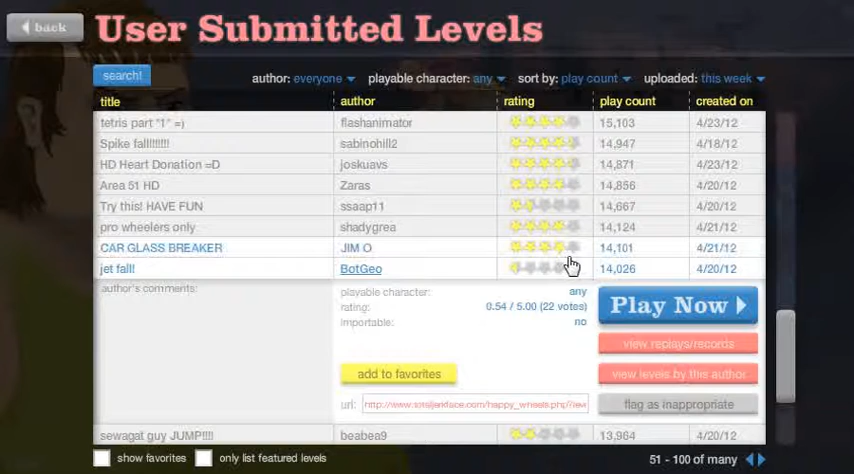 back
User Submitted Levels
search!
author: everyone playable character: any sort by: play count uploaded: this week
title author rating play count created on
tetris part "1" =) flashanimator 15,103 4/23/12
Spike fall!!!!!!!! sabinohill2 14,947 4/18/12
HD Heart Donation =D joskuavs 14,871 4/23/12
Area 51 HD Zaras 14,856 4/20/12
Try this! HAVE FUN ssaap11 14,667 4/20/12
pro wheelers only shadygrea 14,124 4/21/12
CAR GLASS BREAKER JIM O 14,101 4/21/12
jet fall! BotGeo 14,026 4/20/12
author's comments:
playable character: any
rating: 0.54 / 5.00 (22 votes)
importable: no
Play Now
view replays/records
add to favorites
view levels by this author
url: http://www.totaljerkface.com/happy_wheels.php?lev
flag as inappropriate
sewagat guy JUMP!!!! beabea9 13,964 4/20/12
show favorites only list featured levels 51 - 100 of many